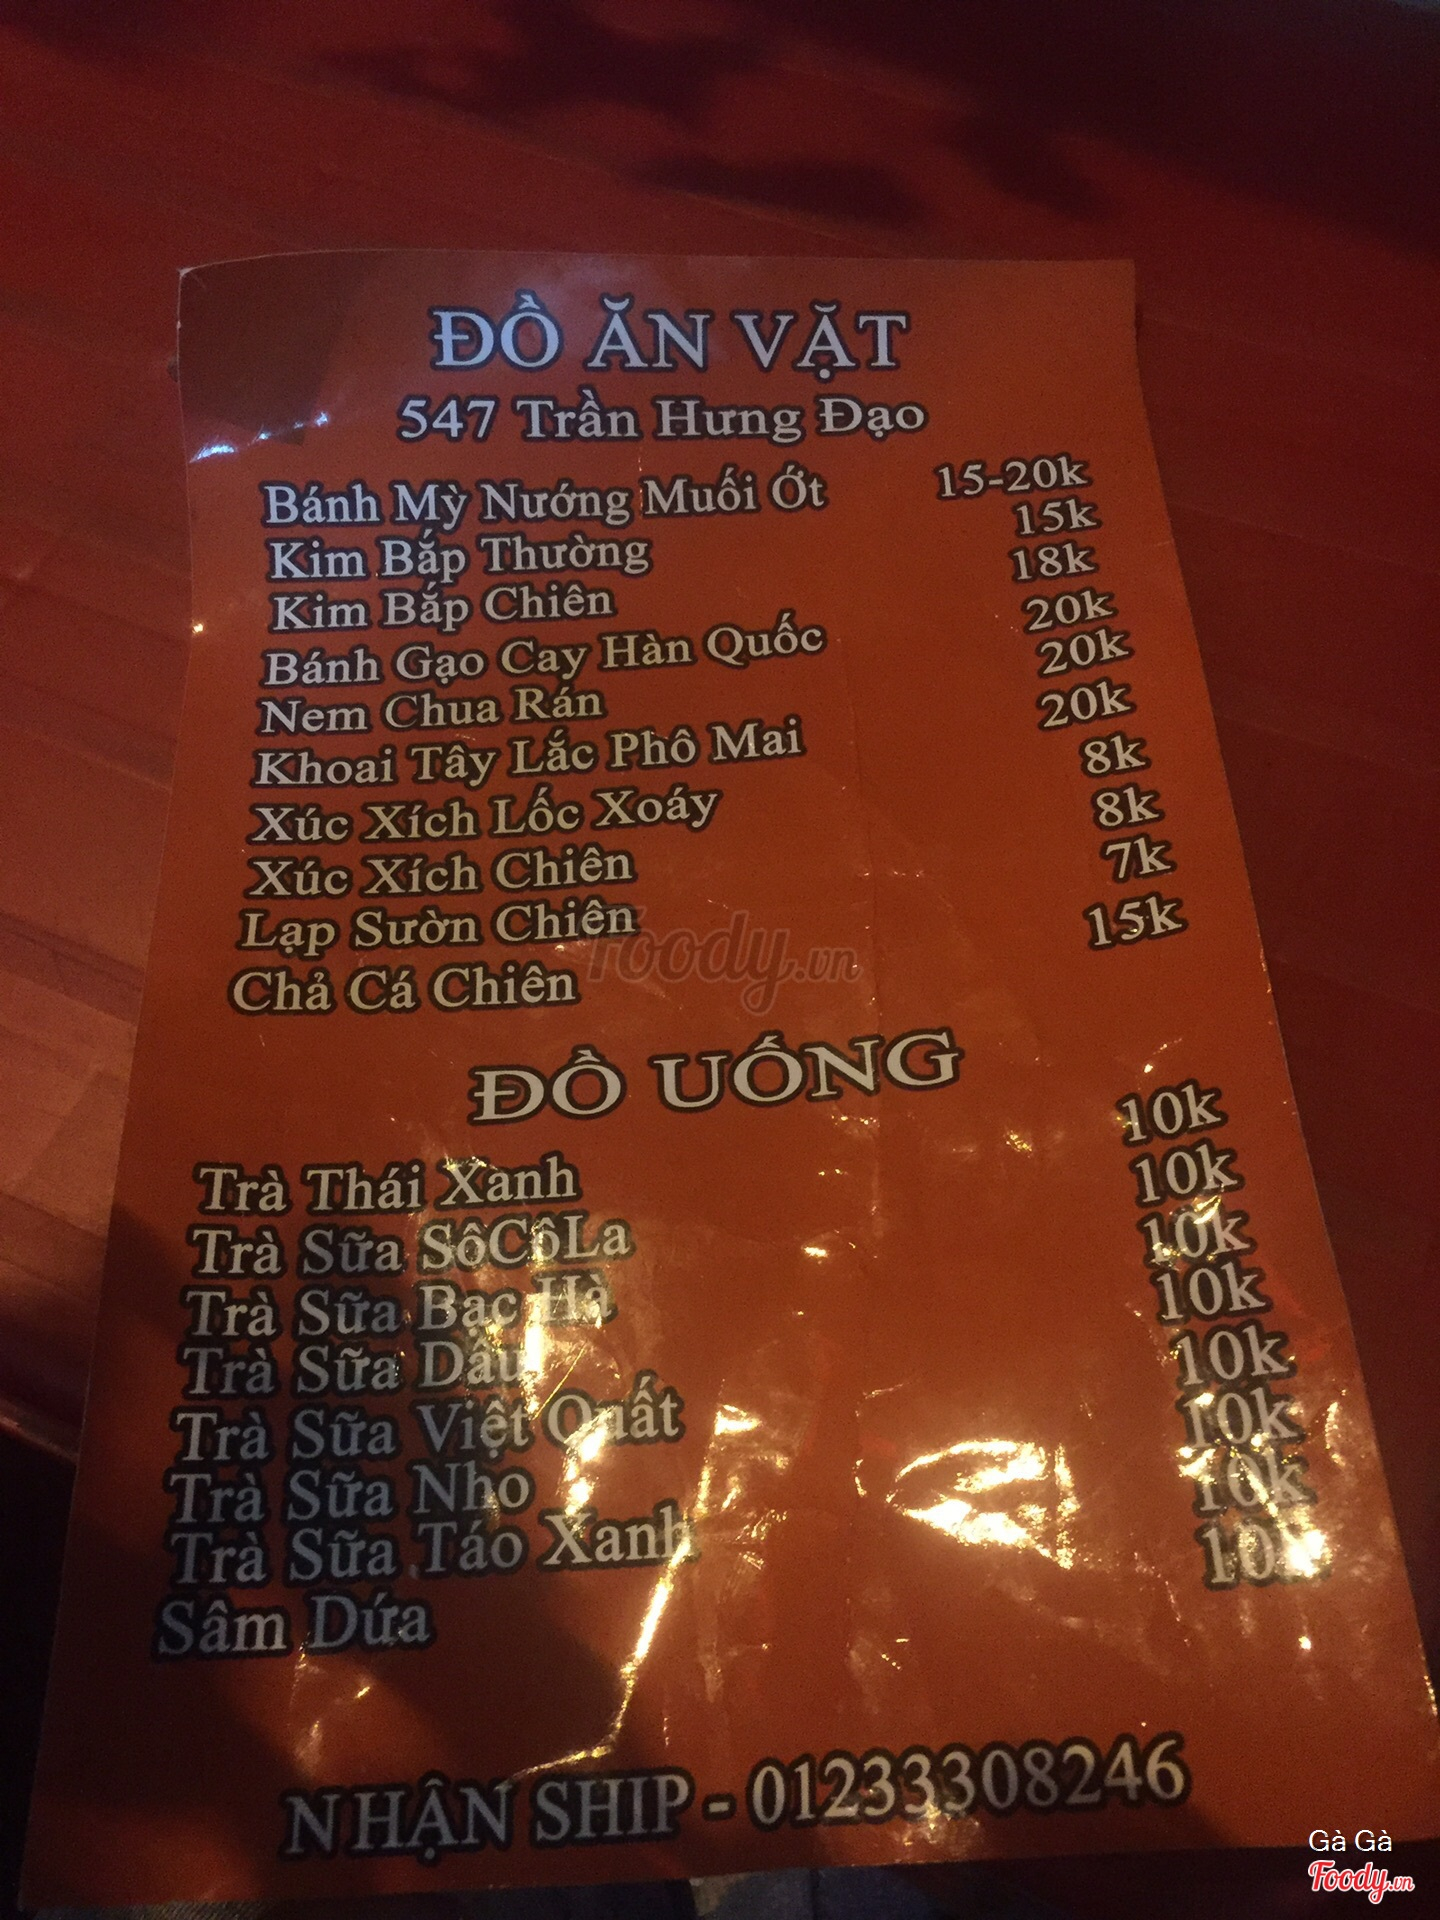 ĐỒ ĂN VẶT
547 Trần Hưng Đạo
Bánh Mỳ Nướng Muối Ớt 15-20k
Kim Bắp Thường 15k
Kim Bắp Chiên 18k
Bánh Gạo Cay Hàn Quốc 20k
Nem Chua Rán 20k
Khoai Tây Lắc Phô Mai 20k
Xúc Xích Lốc Xoáy 8k
Xúc Xích Chiên 8k
Lạp Sườn Chiên 7k
Chả Cá Chiên 15k
Foody.vn
ĐỒ UỐNG
Trà Thái Xanh 10k
Trà Sữa SôCôLa 10k
Trà Sữa Bạc Hà 10k
Trà Sữa Dâu 10k
Trà Sữa Việt Quất 10k
Trà Sữa Nho 10k
Trà Sữa Táo Xanh 10k
Sâm Dứa 10k
NHẬN SHIP - 01233308246
Gà Gà
Foody.vn